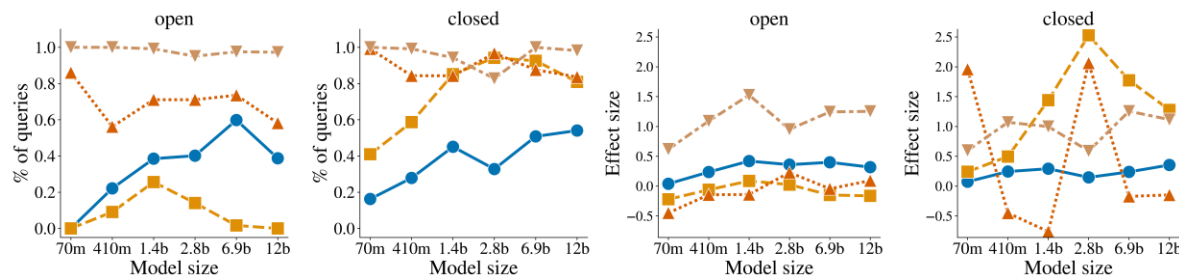 open
% of queries
1.0
0.8
0.6
0.4
0.2
0.0
70m 410m 1.4b 2.8b 6.9b 12b
Model size
closed
% of queries
1.0
0.8
0.6
0.4
0.2
0.0
70m 410m 1.4b 2.8b 6.9b 12b
Model size
open
Effect size
2.5
2.0
1.5
1.0
0.5
0.0
−0.5
70m 410m 1.4b 2.8b 6.9b 12b
Model size
closed
Effect size
2.5
2.0
1.5
1.0
0.5
0.0
−0.5
70m 410m 1.4b 2.8b 6.9b 12b
Model size